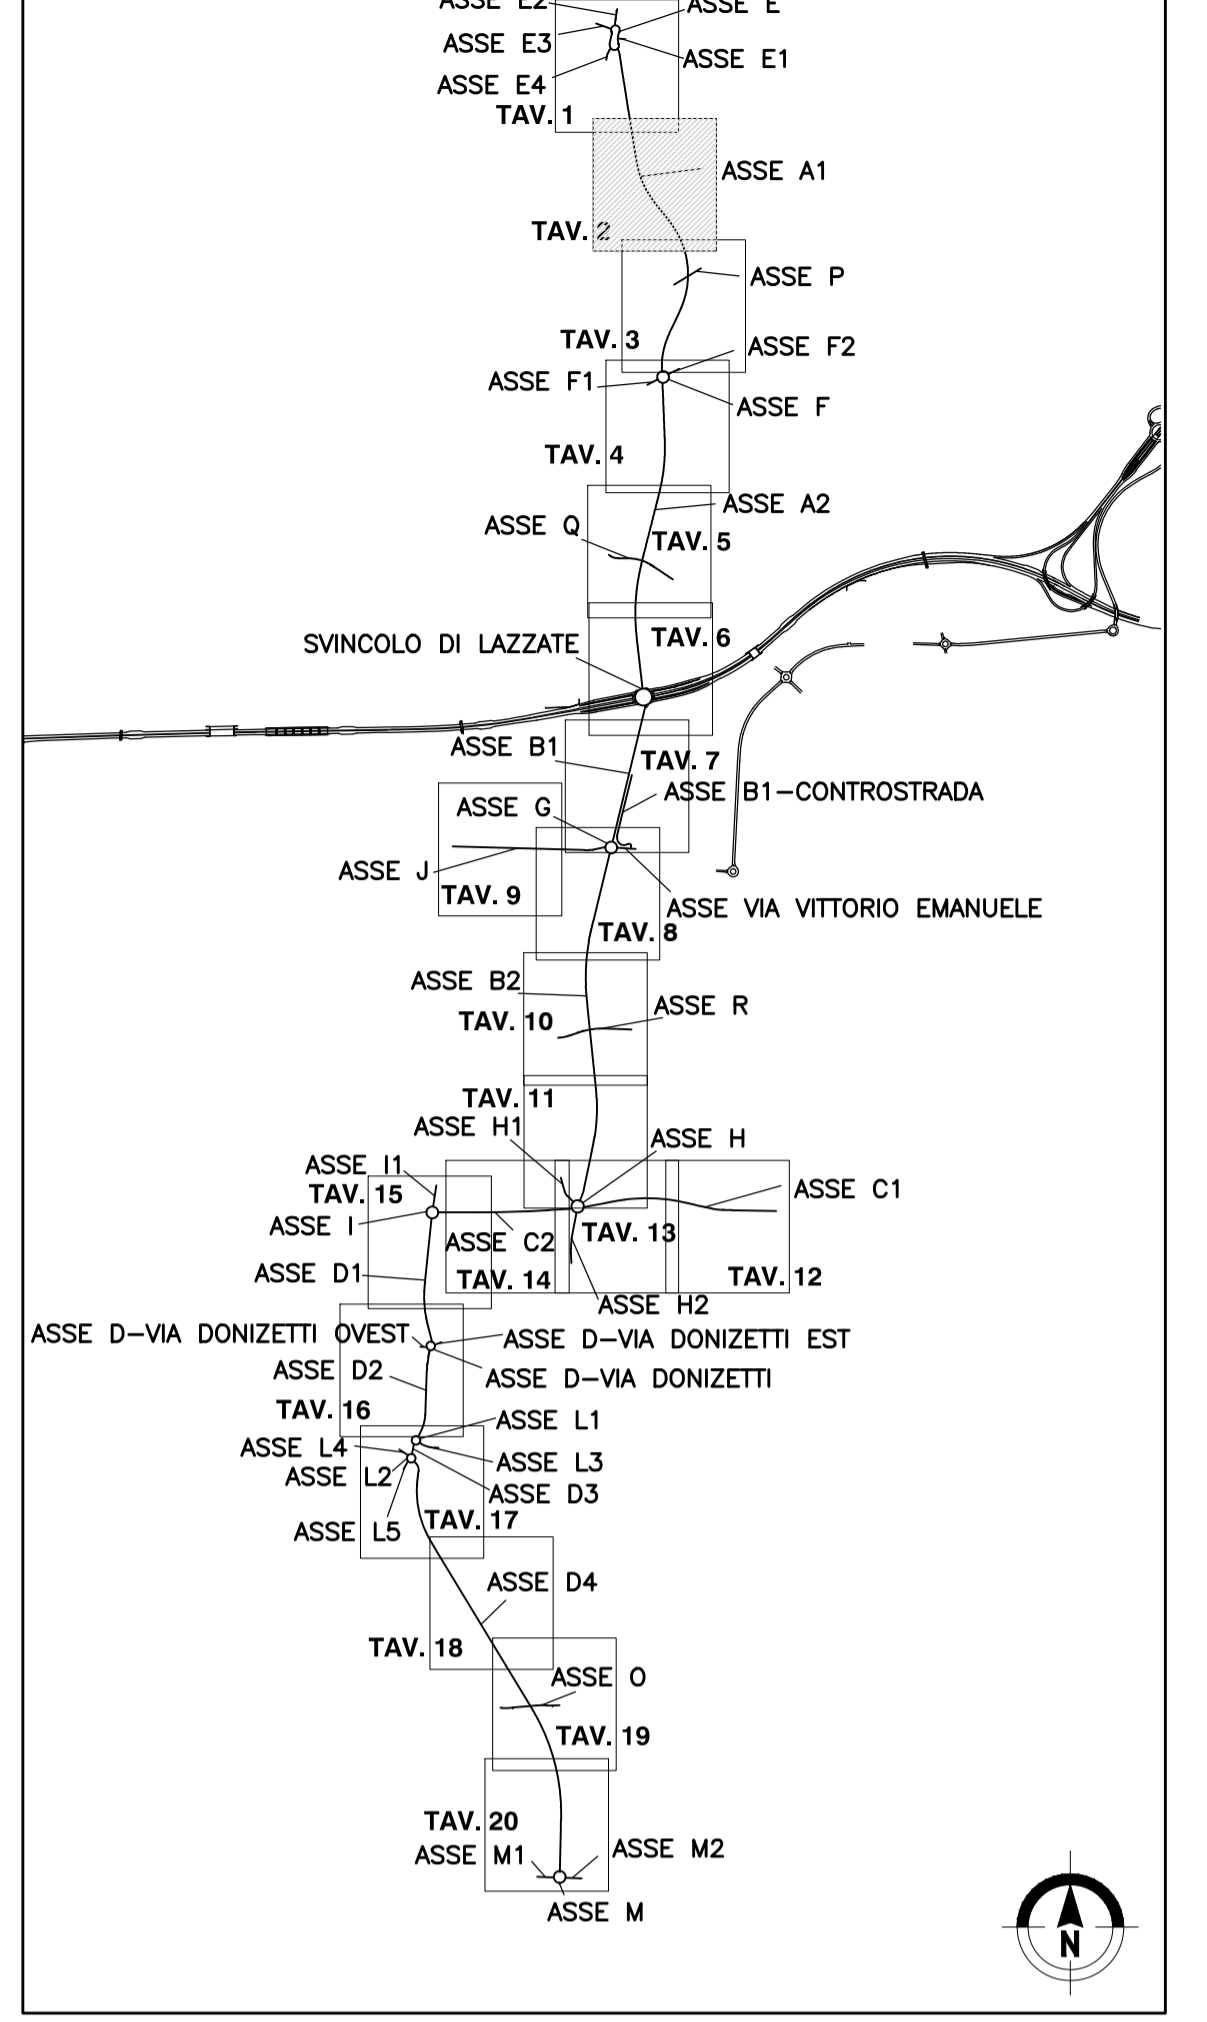 ASSE E2
ASSE E
ASSE E3
ASSE E1
ASSE E4
TAV. 1
ASSE A1
TAV. 2
ASSE P
TAV. 3
ASSE F2
ASSE F1
ASSE F
TAV. 4
ASSE A2
ASSE Q
TAV. 5
SVINCOLO DI LAZZATE
TAV. 6
ASSE B1
TAV. 7
ASSE B1-CONTROSTRADA
ASSE G
ASSE J
TAV. 9
ASSE VIA VITTORIO EMANUELE
TAV. 8
ASSE B2
ASSE R
TAV. 10
TAV. 11
ASSE H1
ASSE H
ASSE I1
TAV. 15
ASSE C1
ASSE I
TAV. 13
ASSE C2
ASSE D1
TAV. 14
TAV. 12
ASSE H2
ASSE D-VIA DONIZETTI OVEST
ASSE D-VIA DONIZETTI EST
ASSE D2
ASSE D-VIA DONIZETTI
TAV. 16
ASSE L1
ASSE L4
ASSE L3
ASSE L2
ASSE D3
TAV. 17
ASSE L5
ASSE D4
TAV. 18
ASSE O
TAV. 19
TAV. 20
ASSE M1
ASSE M2
ASSE M
N